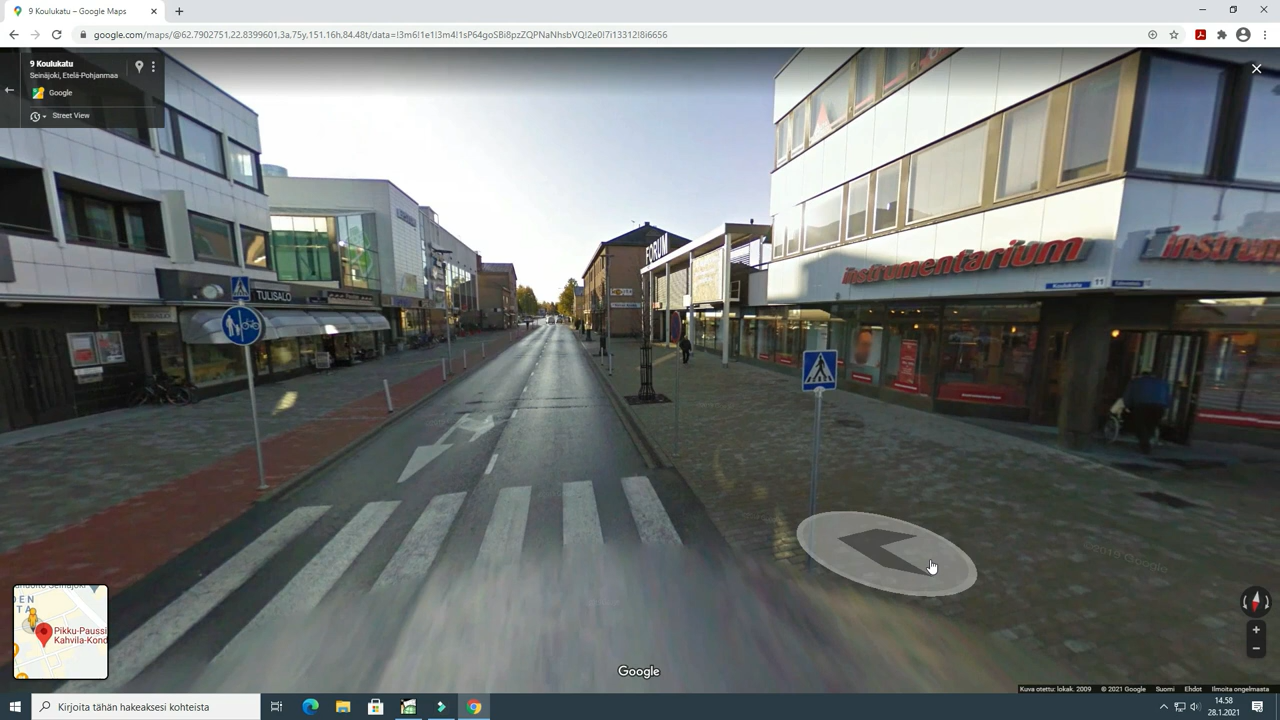 9 Koulukatu – Google Maps
google.com/maps/@62.7902751,22.8399601,3a,75y,151.16h,84.48t/data=!3m6!1e1!3m4!1sP64goSBi8pzZQPNaNhsbVQ!2e0!7i13312!8i6656
9 Koulukatu
Seinäjoki, Etelä-Pohjanmaa
Google
Street View
TULISALO
FORUM
instrumentarium
instrum
Koulukatu 11
©2019 Google
Pikku-Paussi
Kahvila-Kond
Google
Kuva otettu: lokak. 2009 © 2021 Google Suomi Ehdot Ilmoita ongelmasta
Kirjoita tähän hakeaksesi kohteista
14.58
28.1.2021